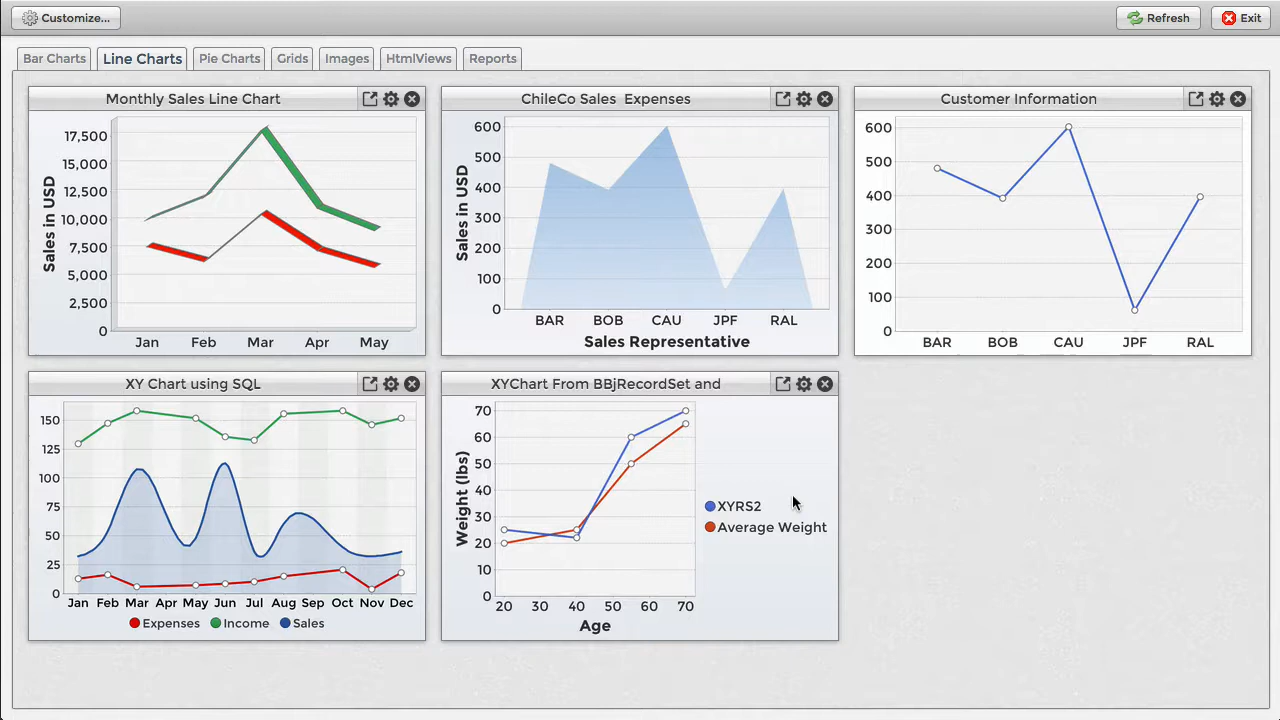 Customize...
Refresh
Exit
Bar Charts
Line Charts
Pie Charts
Grids
Images
HtmlViews
Reports
Monthly Sales Line Chart
17,500
15,000
12,500
10,000
7,500
5,000
2,500
0
Sales in USD
Jan Feb Mar Apr May
ChileCo Sales Expenses
600
500
400
300
200
100
0
Sales in USD
BAR BOB CAU JPF RAL
Sales Representative
Customer Information
600
500
400
300
200
100
0
BAR BOB CAU JPF RAL
XY Chart using SQL
150
125
100
75
50
25
0
Jan Feb Mar Apr May Jun Jul Aug Sep Oct Nov Dec
Expenses Income Sales
XYChart From BBjRecordSet and
70
60
50
40
30
20
10
0
Weight (lbs)
20 30 40 50 60 70
Age
XYRS2
Average Weight